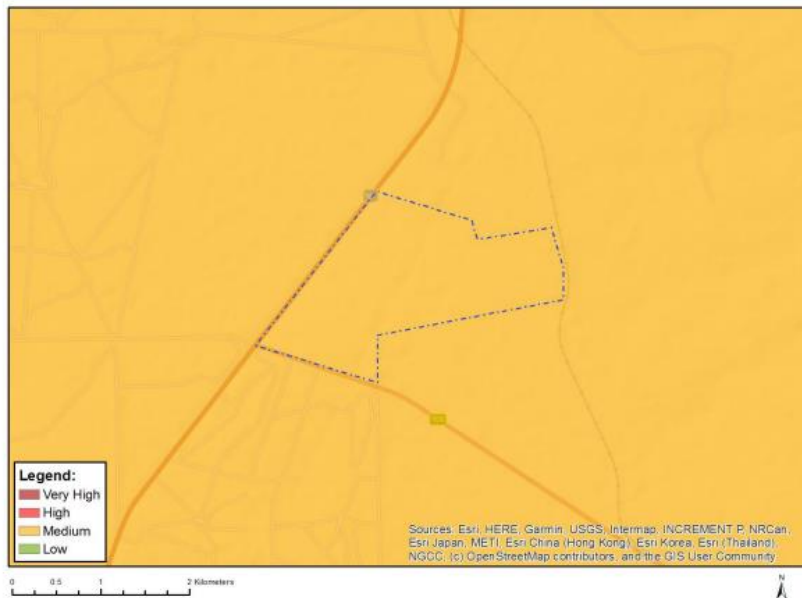 Legend:
Very High
High
Medium
Low
Sources: Esri, HERE, Garmin, USGS, Intermap, INCREMENT P, NRCan,
Esri Japan, METI, Esri China (Hong Kong), Esri Korea, Esri (Thailand),
NGCC, (c) OpenStreetMap contributors, and the GIS User Community
0 0.5 1 2 Kilometers
N